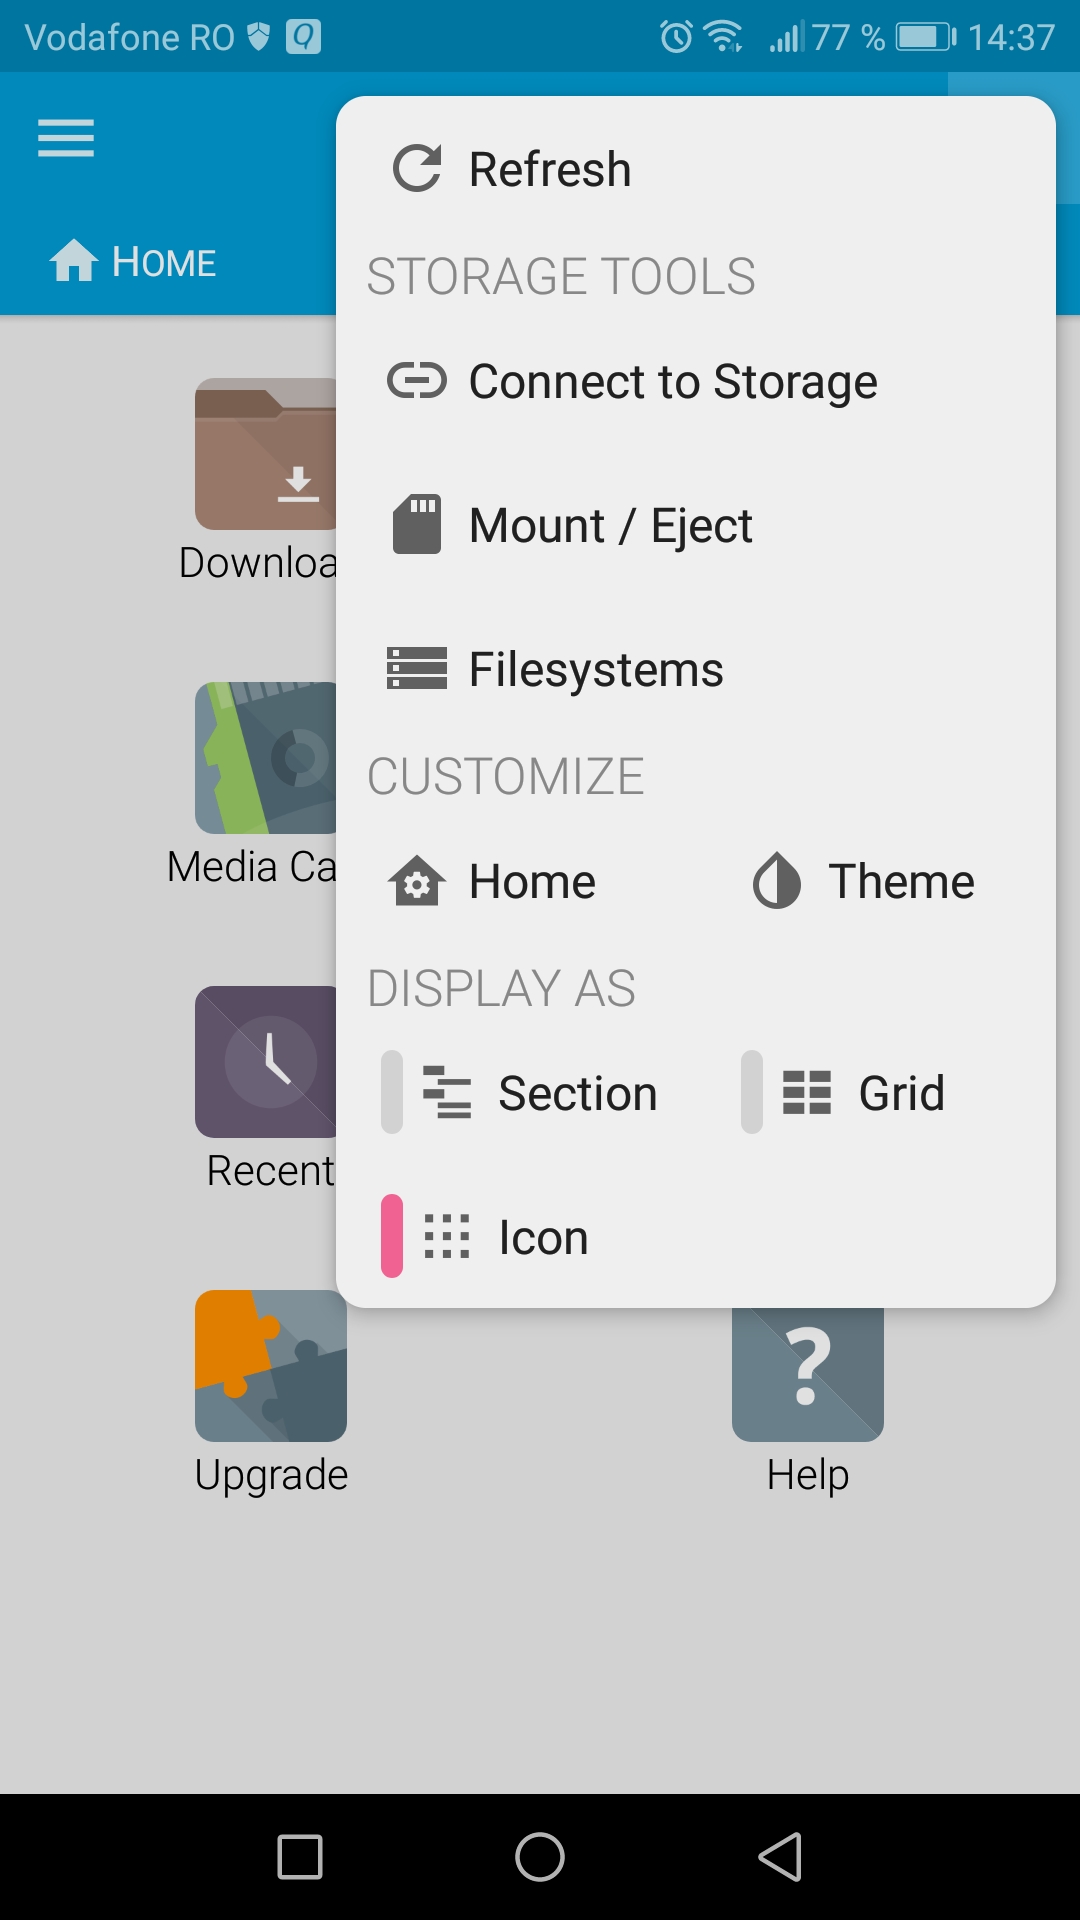 Vodafone RO
77 %
14:37
Refresh
HOME
STORAGE TOOLS
Connect to Storage
Mount / Eject
Filesystems
CUSTOMIZE
Home
Theme
DISPLAY AS
Section
Grid
Icon
Downloa
Media Ca
Recent
Upgrade
?
Help